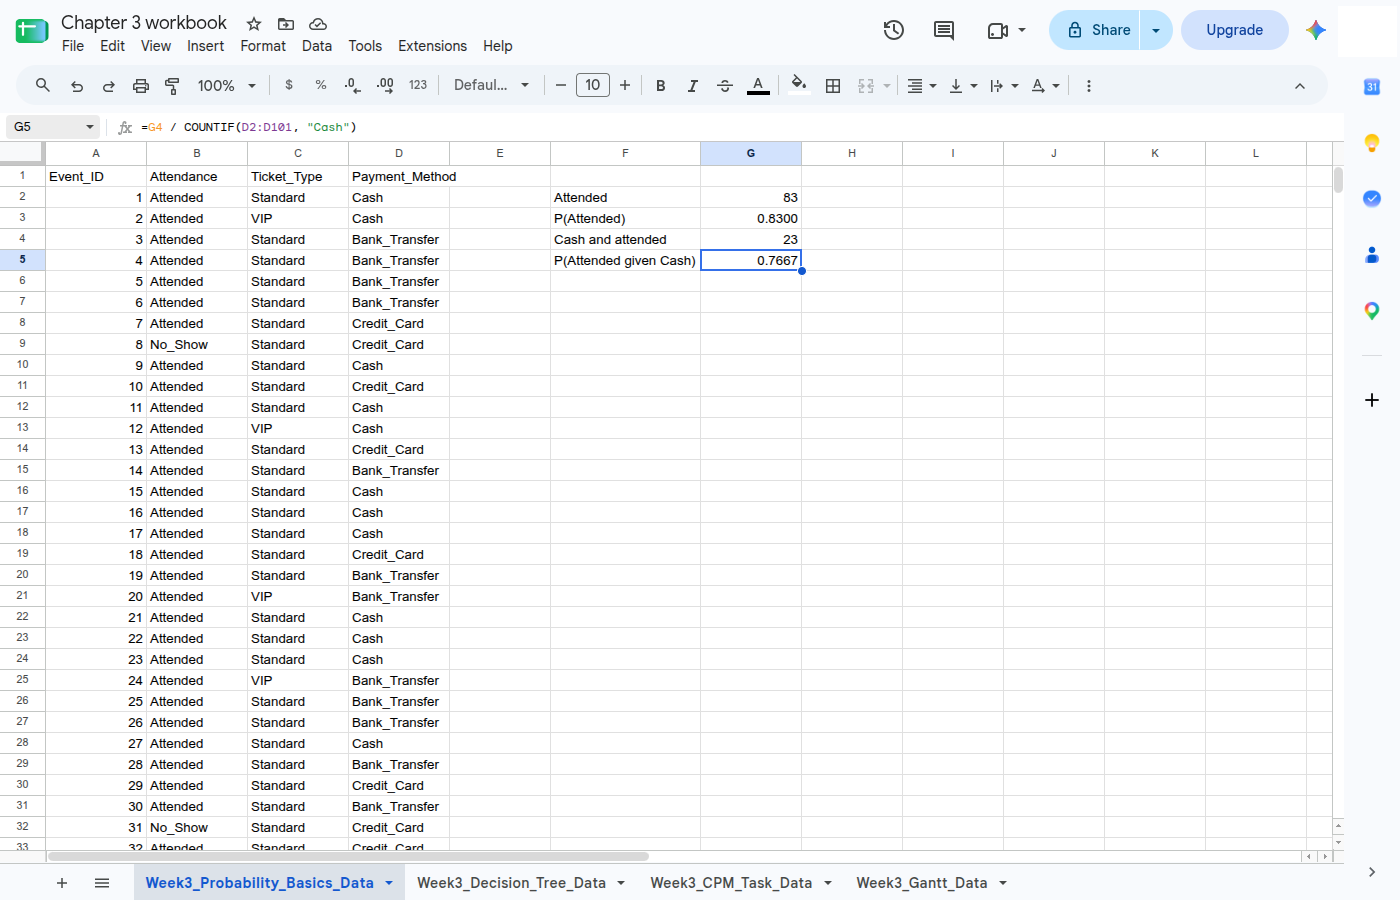 Chapter 3 workbook
File Edit View Insert Format Data Tools Extensions Help
Share
Upgrade
100% $ % .0 .00 123 Defaul... 10 B I S A
G5 fx =G4 / COUNTIF(D2:D101, "Cash")
A B C D E F G H I J K L
1 Event_ID Attendance Ticket_Type Payment_Method
2 1 Attended Standard Cash Attended 83
3 2 Attended VIP Cash P(Attended) 0.8300
4 3 Attended Standard Bank_Transfer Cash and attended 23
5 4 Attended Standard Bank_Transfer P(Attended given Cash) 0.7667
6 5 Attended Standard Bank_Transfer
7 6 Attended Standard Bank_Transfer
8 7 Attended Standard Credit_Card
9 8 No_Show Standard Credit_Card
10 9 Attended Standard Cash
11 10 Attended Standard Credit_Card
12 11 Attended Standard Cash
13 12 Attended VIP Cash
14 13 Attended Standard Credit_Card
15 14 Attended Standard Bank_Transfer
16 15 Attended Standard Cash
17 16 Attended Standard Cash
18 17 Attended Standard Cash
19 18 Attended Standard Credit_Card
20 19 Attended Standard Bank_Transfer
21 20 Attended VIP Bank_Transfer
22 21 Attended Standard Cash
23 22 Attended Standard Cash
24 23 Attended Standard Cash
25 24 Attended VIP Bank_Transfer
26 25 Attended Standard Bank_Transfer
27 26 Attended Standard Bank_Transfer
28 27 Attended Standard Cash
29 28 Attended Standard Bank_Transfer
30 29 Attended Standard Credit_Card
31 30 Attended Standard Bank_Transfer
32 31 No_Show Standard Credit_Card
33 32 Attended Standard Credit_Card
Week3_Probability_Basics_Data Week3_Decision_Tree_Data Week3_CPM_Task_Data Week3_Gantt_Data
31